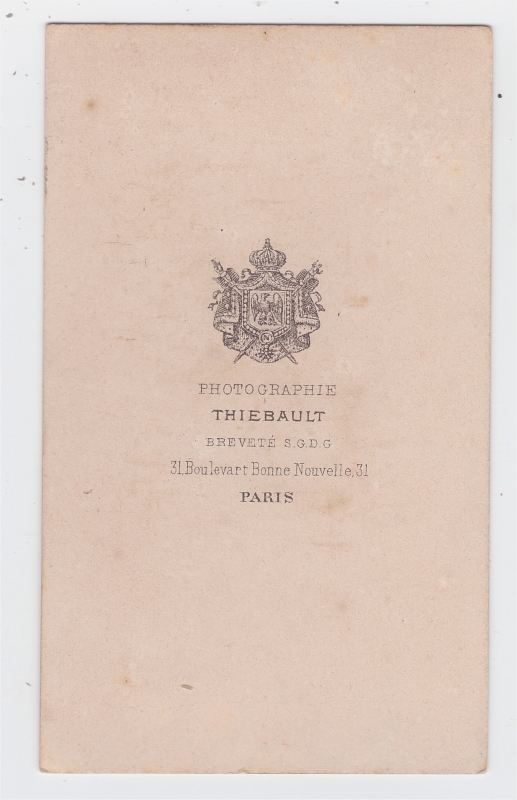 PHOTOGRAPHIE
THIEBAULT
BREVETÉ S.G.D.G
31, Boulevart Bonne Nouvelle, 31
PARIS